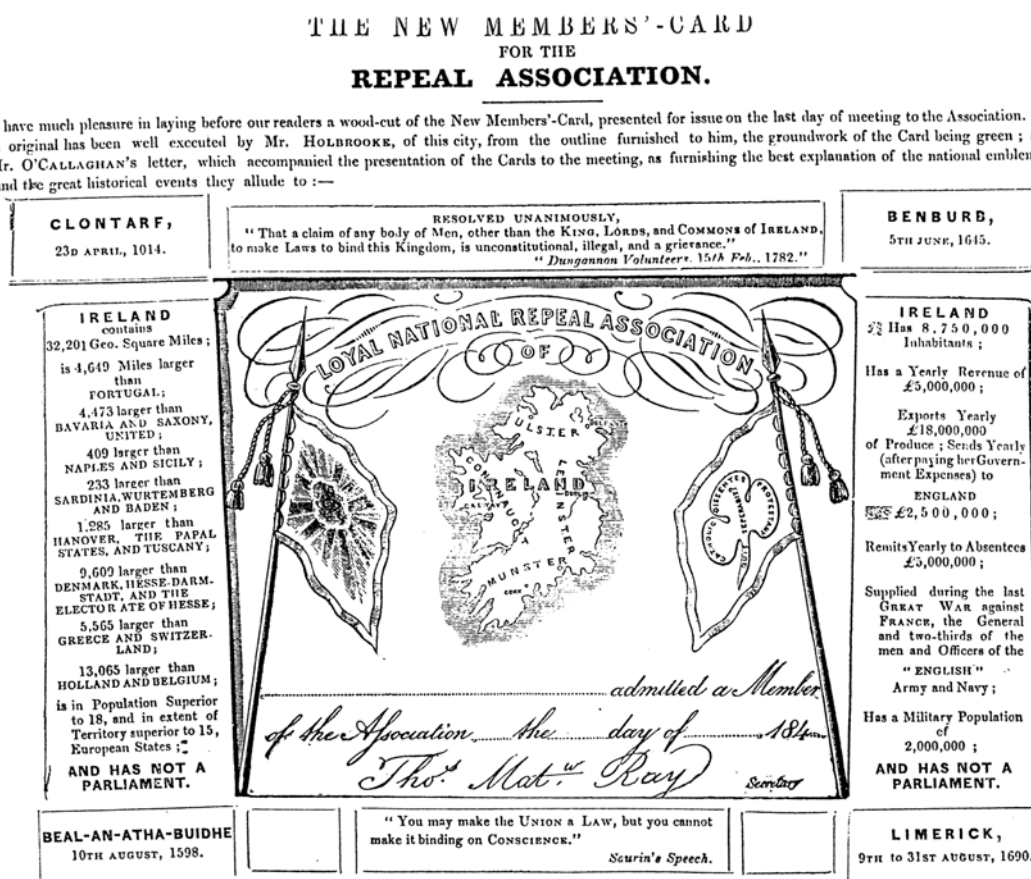 THE NEW MEMBERS'-CARD
FOR THE
REPEAL ASSOCIATION.
have much pleasure in laying before our readers a wood-cut of the New Members'-Card, presented for issue on the last day of meeting to the Association.
original has been well executed by Mr. HOLBROOKE, of this city, from the outline furnished to him, the groundwork of the Card being green ;
Mr. O'CALLAGHAN's letter, which accompanied the presentation of the Cards to the meeting, as furnishing the best explanation of the national emblem
and the great historical events they allude to :—
CLONTARF,
23D APRIL, 1014.
RESOLVED UNANIMOUSLY,
" That a claim of any body of Men, other than the KING, LORDS, and COMMONS of IRELAND,
to make Laws to bind this Kingdom, is unconstitutional, illegal, and a grievance."
" Dungannon Volunteers. 15th Feb., 1782."
BENBURB,
5TH JUNE, 1645.
IRELAND
contains
32,201 Geo. Square Miles ;
is 4,649 Miles larger
than
PORTUGAL ;
4,473 larger than
BAVARIA AND SAXONY,
UNITED ;
409 larger than
NAPLES AND SICILY ;
233 larger than
SARDINIA, WURTEMBERG
AND BADEN ;
1,285 larger than
HANOVER, THE PAPAL
STATES, AND TUSCANY ;
9,609 larger than
DENMARK, HESSE-DARM-
STADT, AND THE
ELECTORATE OF HESSE ;
5,565 larger than
GREECE AND SWITZER-
LAND ;
13,065 larger than
HOLLAND AND BELGIUM ;
is in Population Superior
to 18, and in extent of
Territory superior to 15,
European States ;
AND HAS NOT A
PARLIAMENT.
LOYAL NATIONAL REPEAL ASSOCIATION
OF
IRELAND
ULSTER
BELFAST
CONNAUGHT
GALWAY
LEINSTER
DUBLIN
MUNSTER
CORK
CATHOLIC DISSENTER PROTESTANT
admitted a Member
of the Association the day of 184
Thos. Matw. Ray
Secretary
IRELAND
Has 8,750,000
Inhabitants ;
Has a Yearly Revenue of
£5,000,000 ;
Exports Yearly
£18,000,000
of Produce ; Sends Yearly
(after paying her Govern-
ment Expenses) to
ENGLAND
£2,500,000 ;
Remits Yearly to Absentees
£5,000,000 ;
Supplied during the last
GREAT WAR against
FRANCE, the General
and two-thirds of the
men and Officers of the
" ENGLISH "
Army and Navy ;
Has a Military Population
of
2,000,000 ;
AND HAS NOT A
PARLIAMENT.
BEAL-AN-ATHA-BUIDHE
10TH AUGUST, 1598.
" You may make the UNION a LAW, but you cannot
make it binding on CONSCIENCE."
Saurin's Speech.
LIMERICK,
9TH to 31ST AUGUST, 1690.